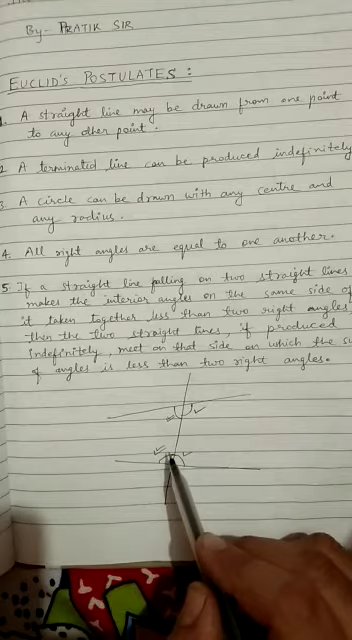 By- PRATIK SIR
EUCLID'S POSTULATES :
1. A straight line may be drawn from one point
to any other point.
2 A terminated line can be produced indefinitely
3. A circle can be drawn with any centre and
any radius.
4. All right angles are equal to one another.
5 If a straight line falling on two straight lines
makes the interior angles on the same side of
it taken together less than two right angles
then the two straight lines, if produced
indefinitely, meet on that side on which the su
of angles is less than two right angles.